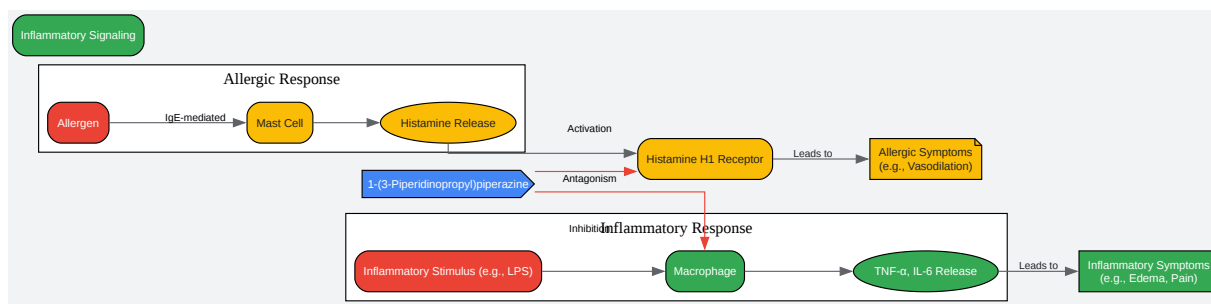 Inflammatory Signaling
Allergic Response
Allergen
IgE-mediated
Mast Cell
Histamine Release
Activation
Histamine H1 Receptor
Leads to
Allergic Symptoms
(e.g., Vasodilation)
1-(3-Piperidinopropyl)piperazine
Antagonism
Inhibition
Inflammatory Response
Inflammatory Stimulus (e.g., LPS)
Macrophage
TNF-α, IL-6 Release
Leads to
Inflammatory Symptoms
(e.g., Edema, Pain)